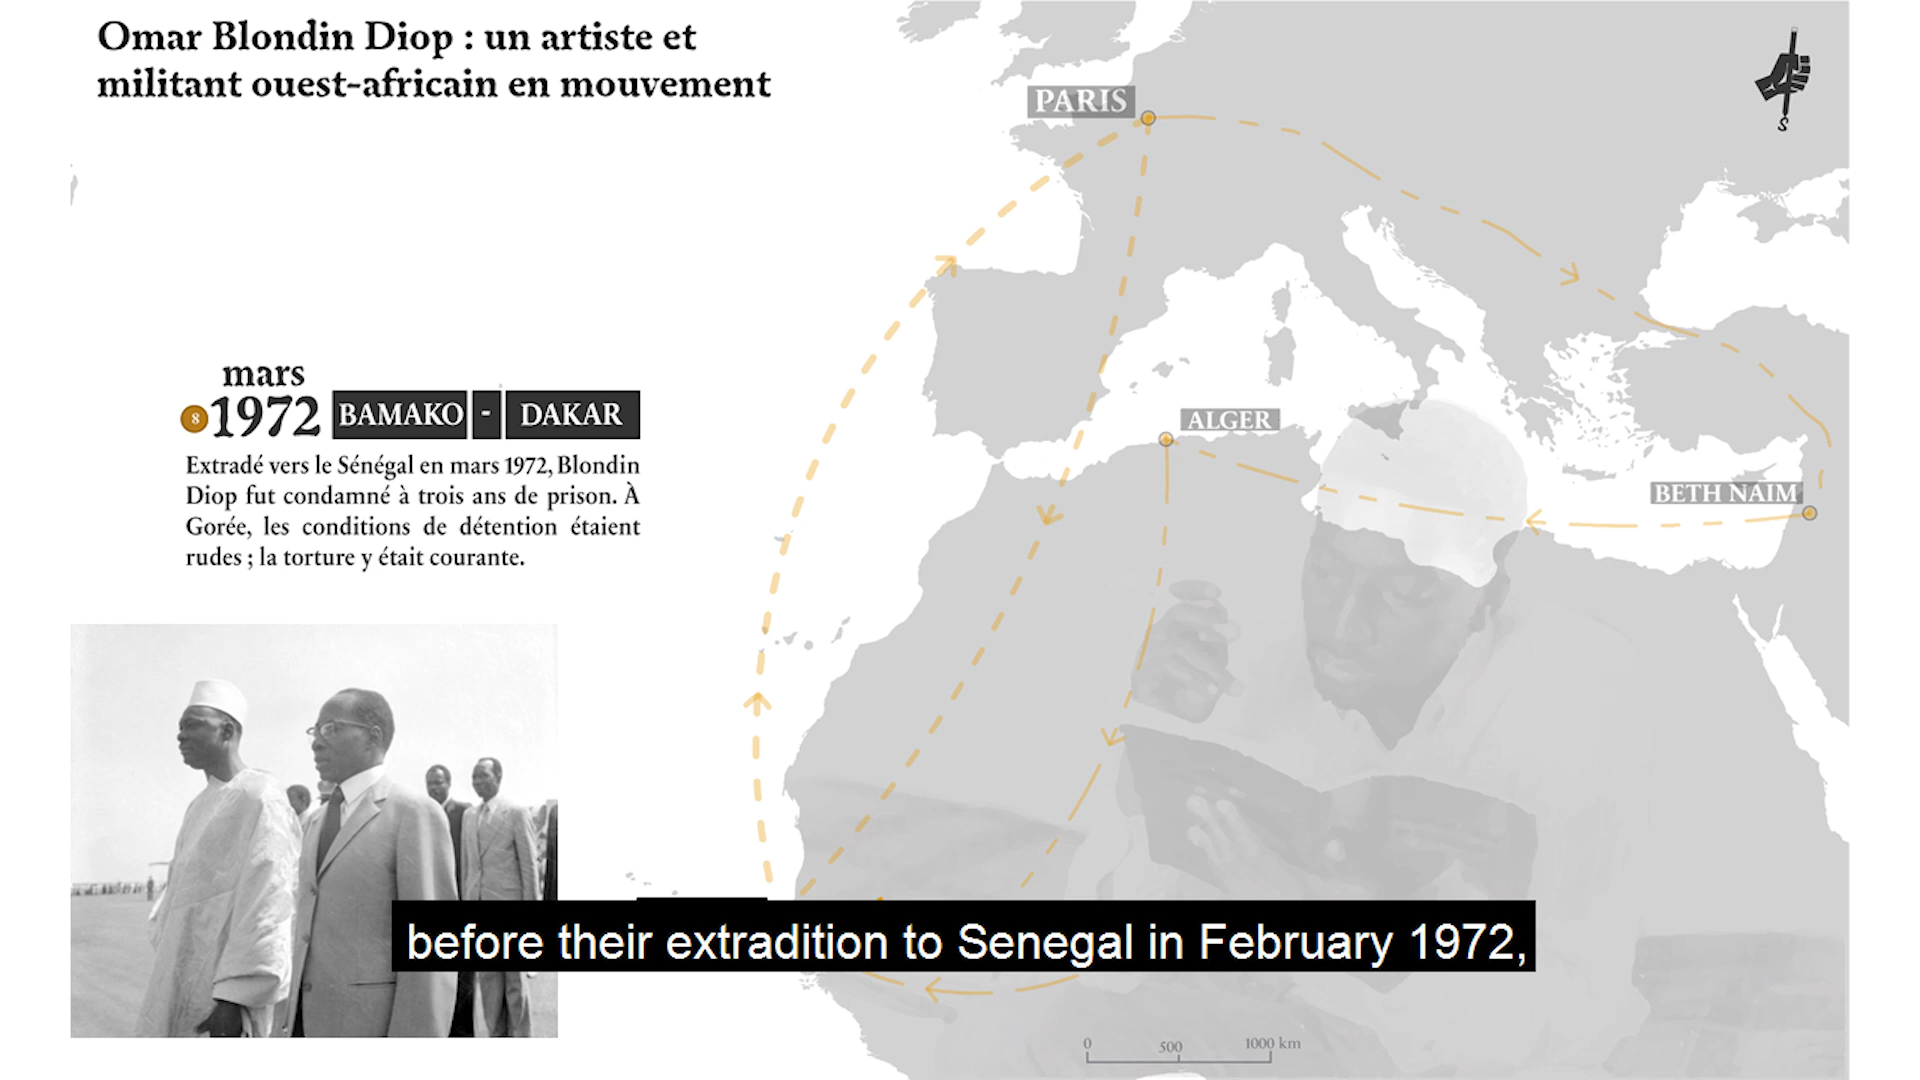 Omar Blondin Diop : un artiste et
militant ouest-africain en mouvement
PARIS
S
mars
8 1972 BAMAKO - DAKAR
Extradé vers le Sénégal en mars 1972, Blondin
Diop fut condamné à trois ans de prison. À
Gorée, les conditions de détention étaient
rudes ; la torture y était courante.
ALGER
BETH NAIM
before their extradition to Senegal in February 1972,
0 500 1000 km